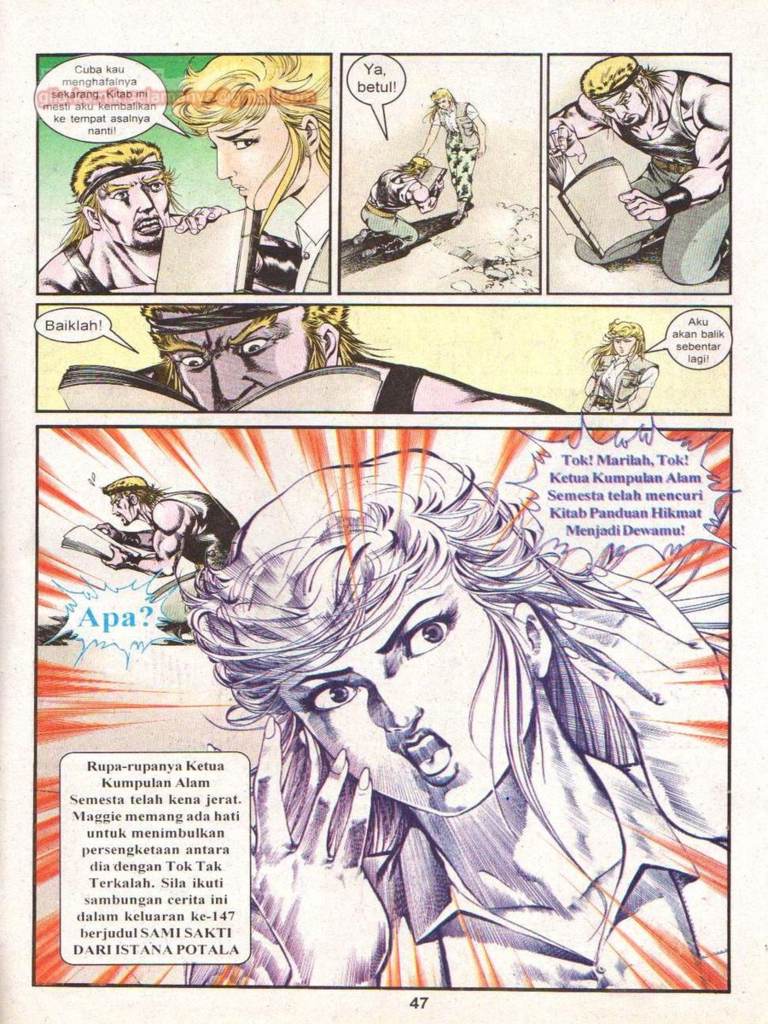 Cuba kau
menghafalnya
sekarang. Kitab ini
mesti aku kembalikan
ke tempat asalnya
nanti!
Ya,
betul!
Baiklah!
Aku
akan balik
sebentar
lagi!
Tok! Marilah, Tok!
Ketua Kumpulan Alam
Semesta telah mencuri
Kitab Panduan Hikmat
Menjadi Dewamu!
Apa?
Rupa-rupanya Ketua
Kumpulan Alam
Semesta telah kena jerat.
Maggie memang ada hati
untuk menimbulkan
persengketaan antara
dia dengan Tok Tak
Terkalah. Sila ikuti
sambungan cerita ini
dalam keluaran ke-147
berjudul SAMI SAKTI
DARI ISTANA POTALA
47